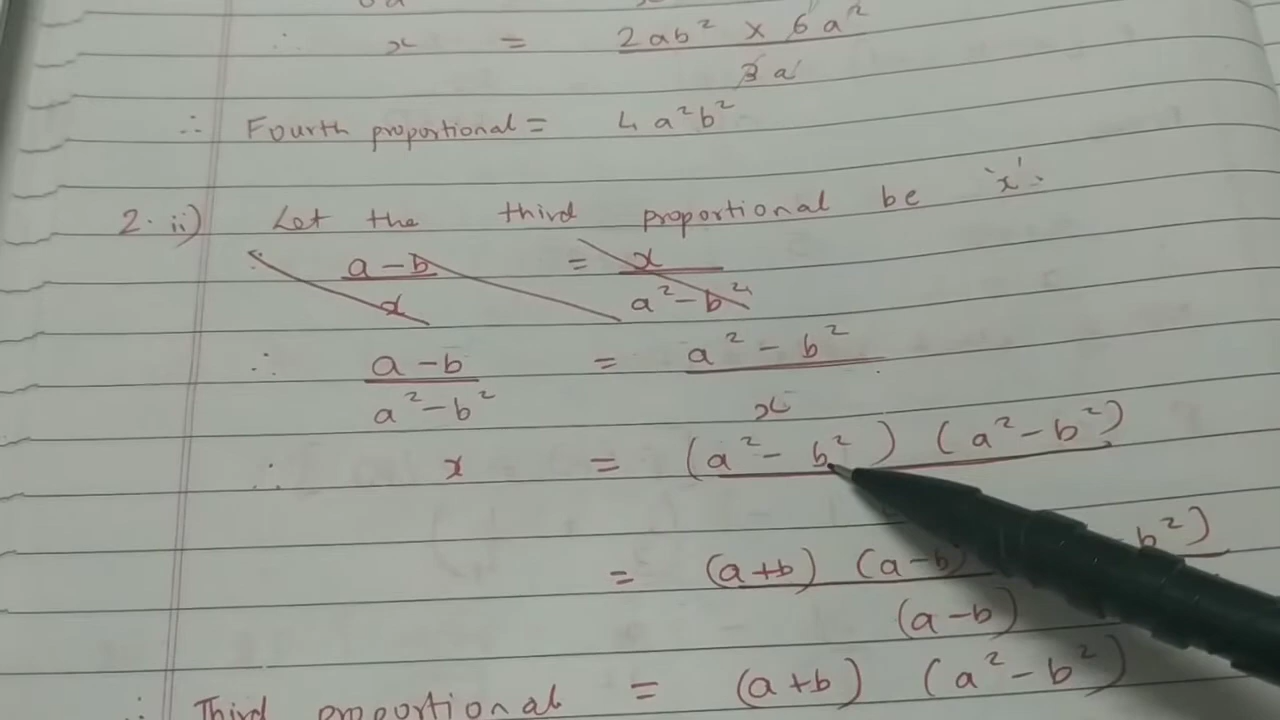 ∴ x = 2ab² × 6a²
3a
∴ Fourth proportional = 4a²b²
2. ii) Let the third proportional be 'x'.
∴ a-b = x
x a²-b²
∴ a-b = a²-b²
a²-b² x
∴ x = (a²-b²) (a²-b²)
= (a+b) (a-b) b²)
(a-b)
∴ Third proportional = (a+b) (a²-b²)